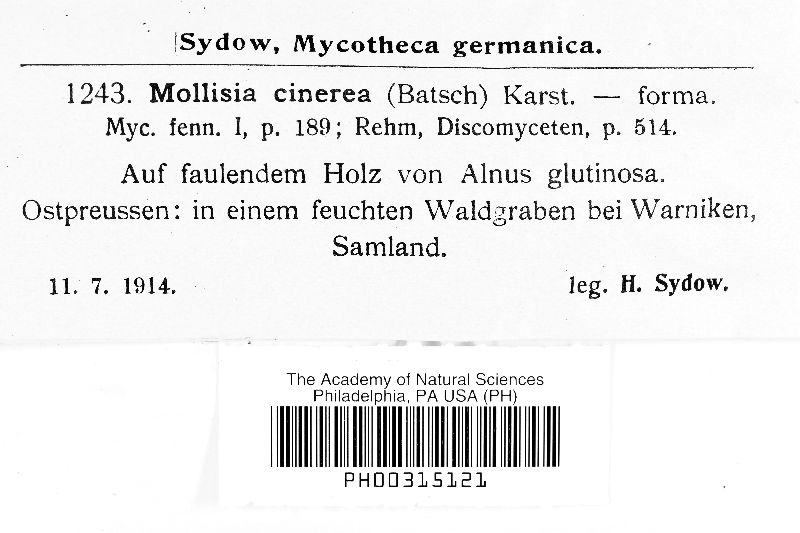 Sydow, Mycotheca germanica.
1243. Mollisia cinerea (Batsch) Karst. — forma.
Myc. fenn. I, p. 189; Rehm, Discomyceten, p. 514.
Auf faulendem Holz von Alnus glutinosa.
Ostpreussen: in einem feuchten Waldgraben bei Warniken,
Samland.
11. 7. 1914. leg. H. Sydow.
The Academy of Natural Sciences
Philadelphia, PA USA (PH)
PH00315121